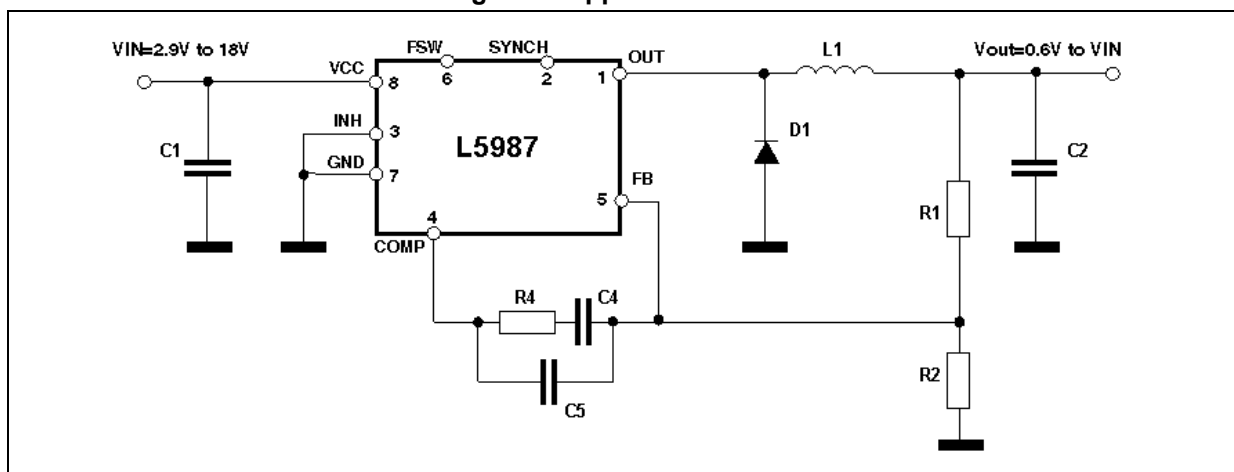 VIN=2.9V to 18V
FSW
SYNCH
L1
Vout=0.6V to VIN
VCC
OUT
6
2
8
1
INH
3
D1
C1
L5987
C2
GND
7
FB
5
R1
4
COMP
R4
C4
R2
C5